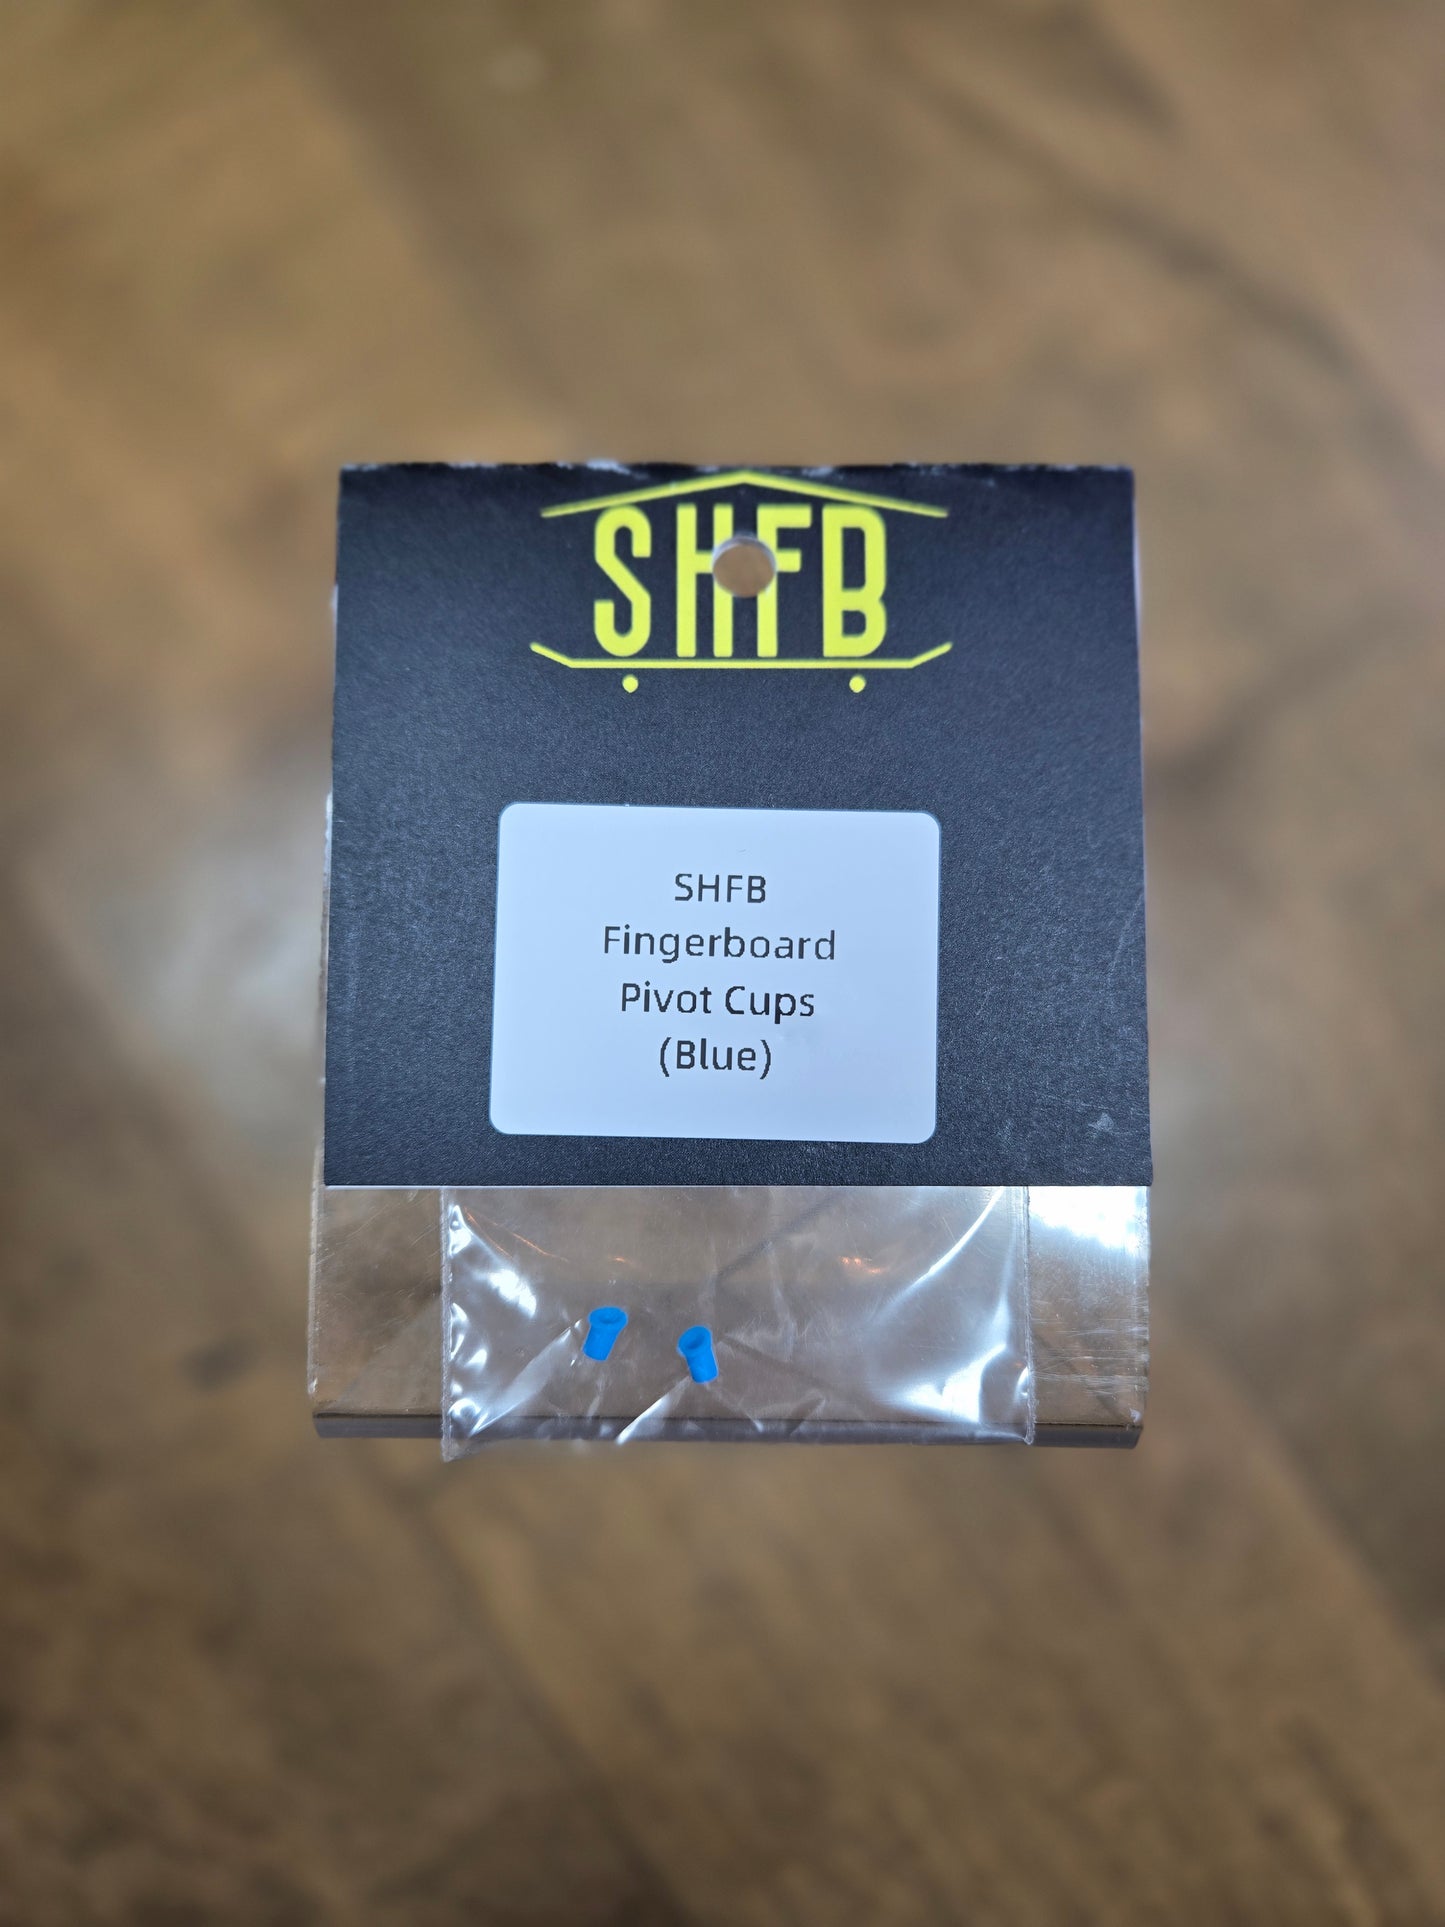 SHFB
SHFB
Fingerboard
Pivot Cups
(Blue)